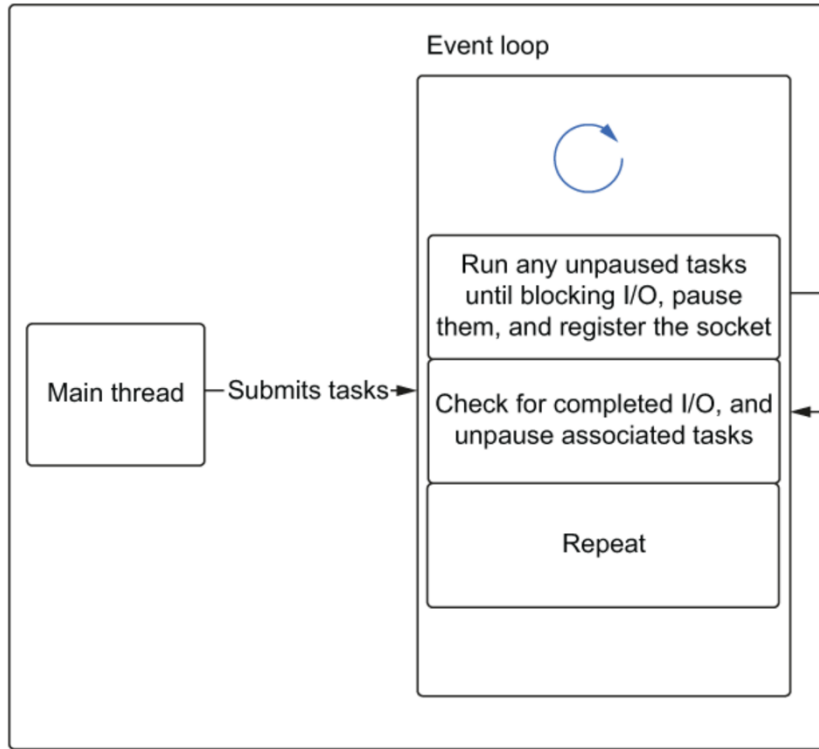 Event loop
Run any unpaused tasks
until blocking I/O, pause
them, and register the socket
Main thread
Submits tasks
Check for completed I/O, and
unpause associated tasks
Repeat